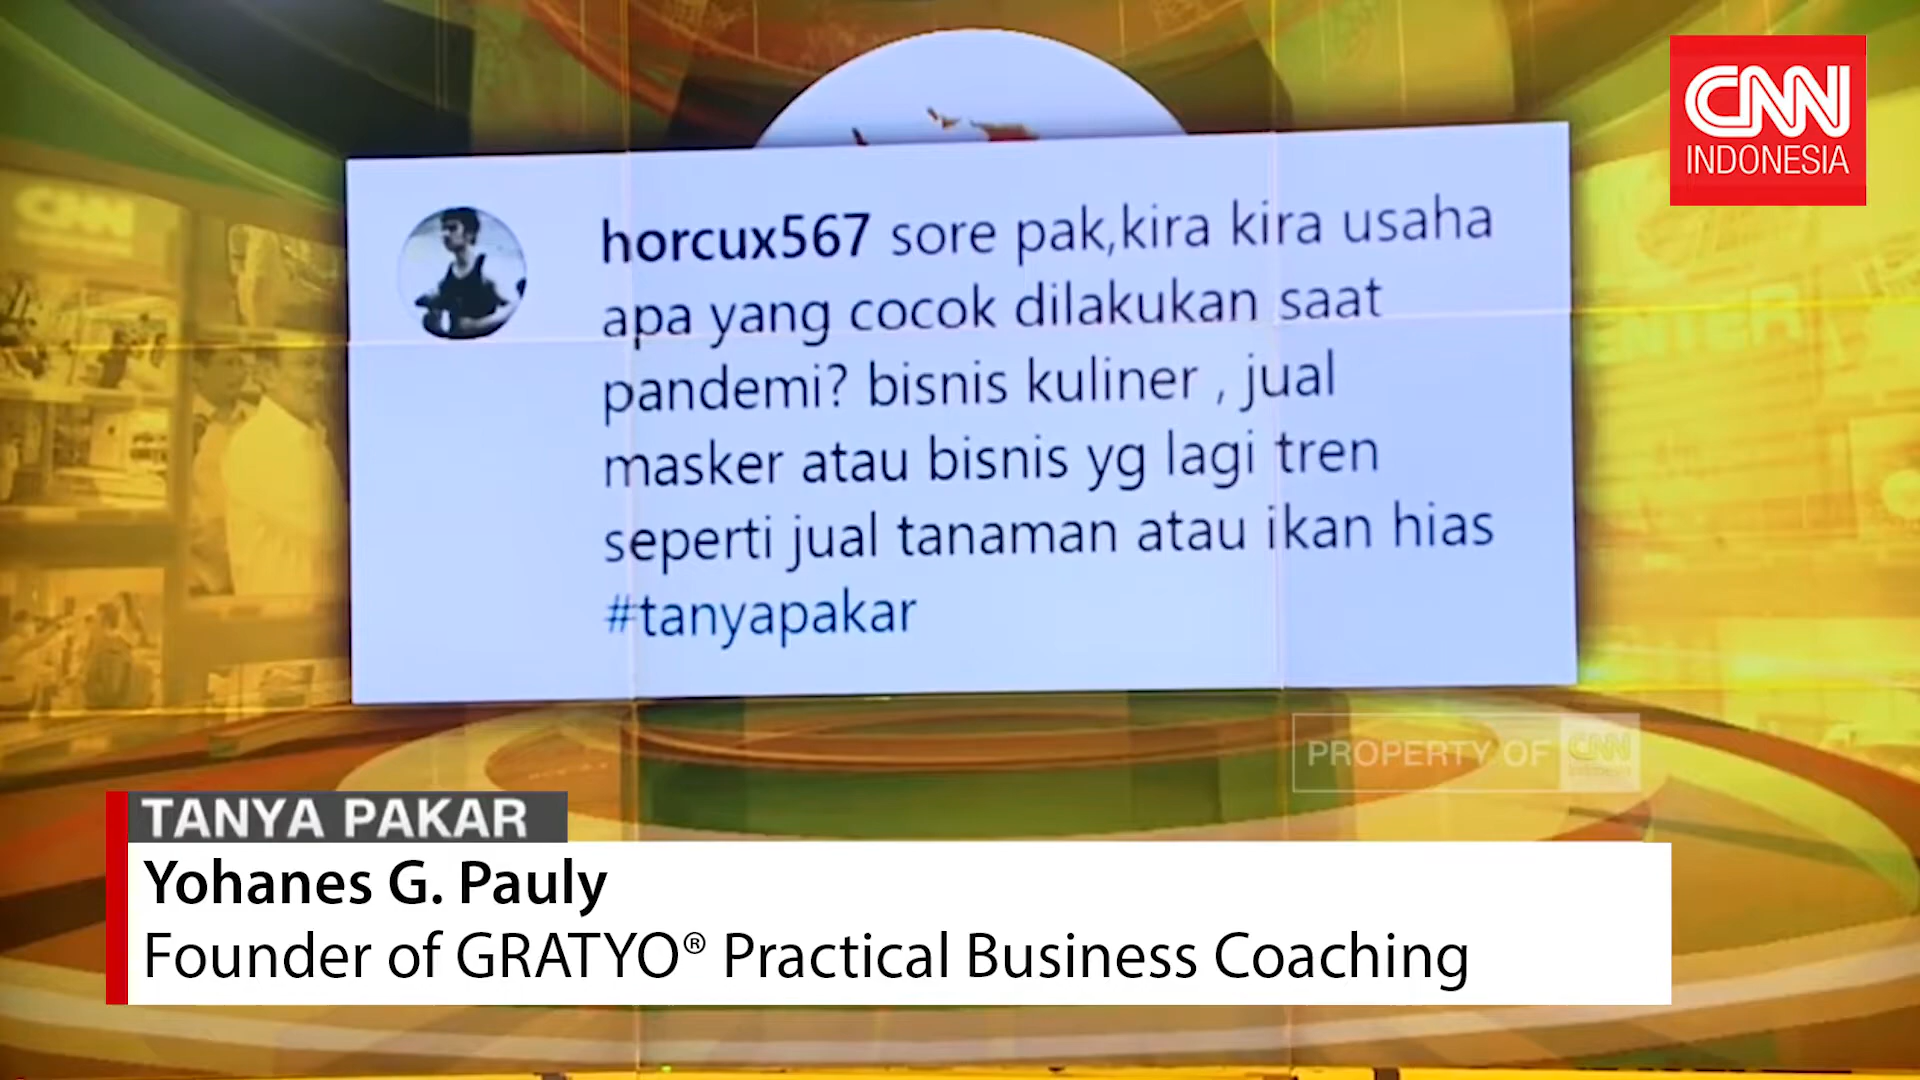 CNN
INDONESIA
horcux567 sore pak,kira kira usaha
apa yang cocok dilakukan saat
pandemi? bisnis kuliner , jual
masker atau bisnis yg lagi tren
seperti jual tanaman atau ikan hias
#tanyapakar
PROPERTY OF CNN
TANYA PAKAR
Yohanes G. Pauly
Founder of GRATYO® Practical Business Coaching